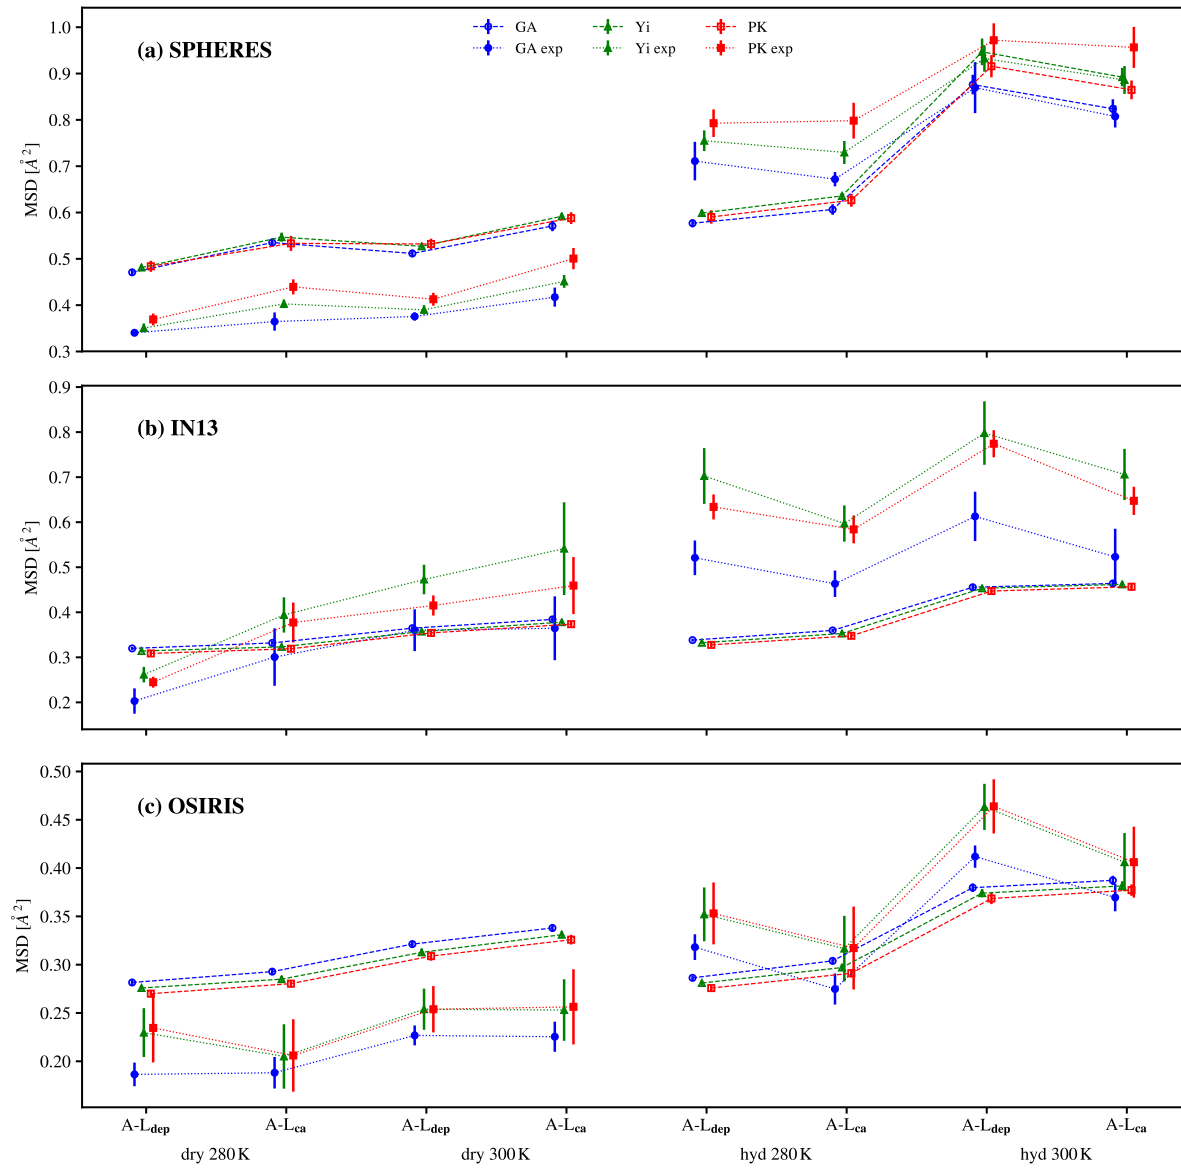 GA Yi PK
GA exp Yi exp PK exp
(a) SPHERES
MSD [Å²]
1.0
0.9
0.8
0.7
0.6
0.5
0.4
0.3
(b) IN13
MSD [Å²]
0.9
0.8
0.7
0.6
0.5
0.4
0.3
0.2
(c) OSIRIS
MSD [Å²]
0.50
0.45
0.40
0.35
0.30
0.25
0.20
A-Ldep A-Lca A-Ldep A-Lca A-Ldep A-Lca A-Ldep A-Lca
dry 280 K dry 300 K hyd 280 K hyd 300 K